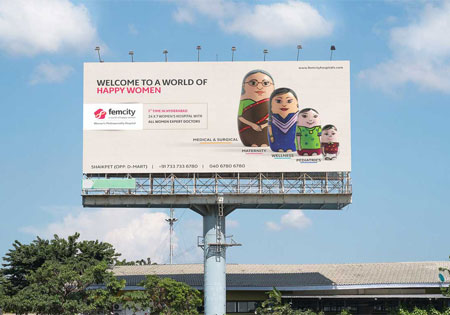 www.femcityhospitals.com
WELCOME TO A WORLD OF
HAPPY WOMEN
femcity
Women's Multispeciality Hospital
1st TIME IN HYDERABAD
24X7 WOMEN'S HOSPITAL WITH
ALL WOMEN EXPERT DOCTORS
MEDICAL & SURGICAL
MATERNITY
WELLNESS
PEDIATRICS
SHAIKPET (OPP. D-MART) | +91 733 733 6780 | 040 6780 6780